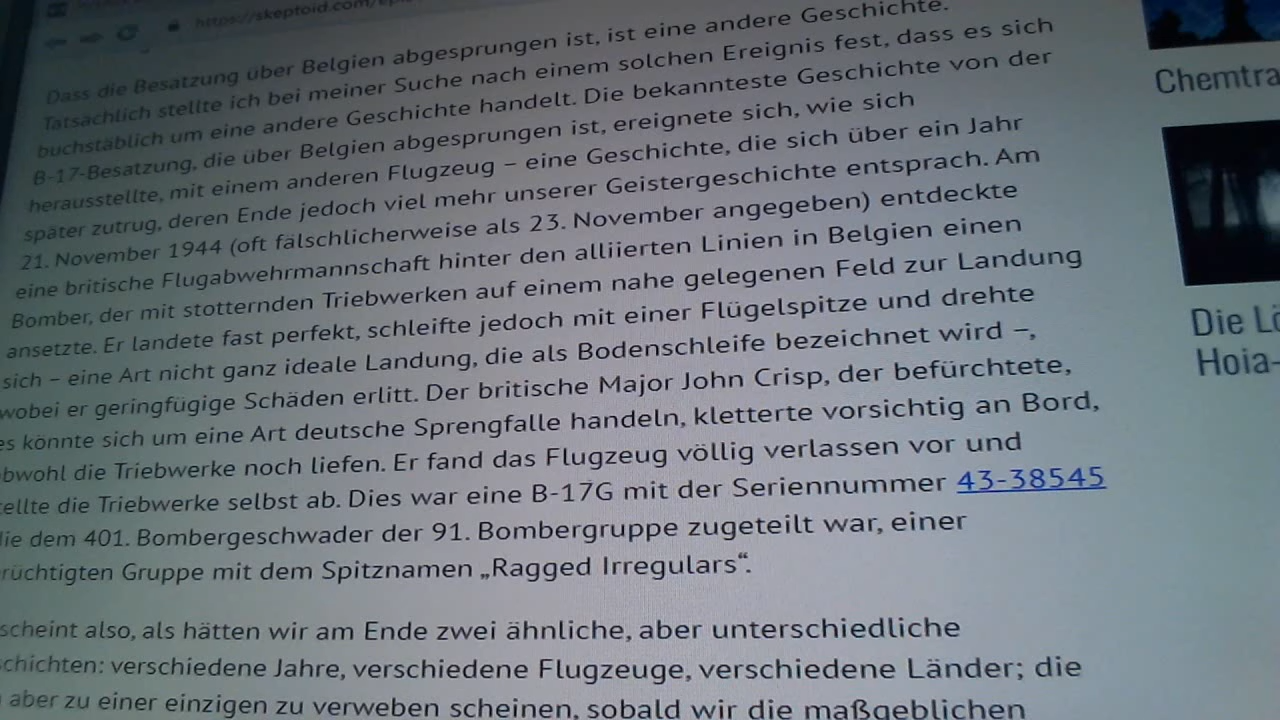 https://skeptoid.com/epi
Dass die Besatzung über Belgien abgesprungen ist, ist eine andere Geschichte.
Tatsächlich stellte ich bei meiner Suche nach einem solchen Ereignis fest, dass es sich
buchstäblich um eine andere Geschichte handelt. Die bekannteste Geschichte von der
B-17-Besatzung, die über Belgien abgesprungen ist, ereignete sich, wie sich
herausstellte, mit einem anderen Flugzeug – eine Geschichte, die sich über ein Jahr
später zutrug, deren Ende jedoch viel mehr unserer Geistergeschichte entsprach. Am
21. November 1944 (oft fälschlicherweise als 23. November angegeben) entdeckte
eine britische Flugabwehrmannschaft hinter den alliierten Linien in Belgien einen
Bomber, der mit stotternden Triebwerken auf einem nahe gelegenen Feld zur Landung
ansetzte. Er landete fast perfekt, schleifte jedoch mit einer Flügelspitze und drehte
sich – eine Art nicht ganz ideale Landung, die als Bodenschleife bezeichnet wird –,
wobei er geringfügige Schäden erlitt. Der britische Major John Crisp, der befürchtete,
es könnte sich um eine Art deutsche Sprengfalle handeln, kletterte vorsichtig an Bord,
obwohl die Triebwerke noch liefen. Er fand das Flugzeug völlig verlassen vor und
tellte die Triebwerke selbst ab. Dies war eine B-17G mit der Seriennummer 43-38545
die dem 401. Bombergeschwader der 91. Bombergruppe zugeteilt war, einer
rüchtigten Gruppe mit dem Spitznamen „Ragged Irregulars“.
scheint also, als hätten wir am Ende zwei ähnliche, aber unterschiedliche
schichten: verschiedene Jahre, verschiedene Flugzeuge, verschiedene Länder; die
aber zu einer einzigen zu verweben scheinen, sobald wir die maßgeblichen
Chemtra
Die Lö
Hoia-